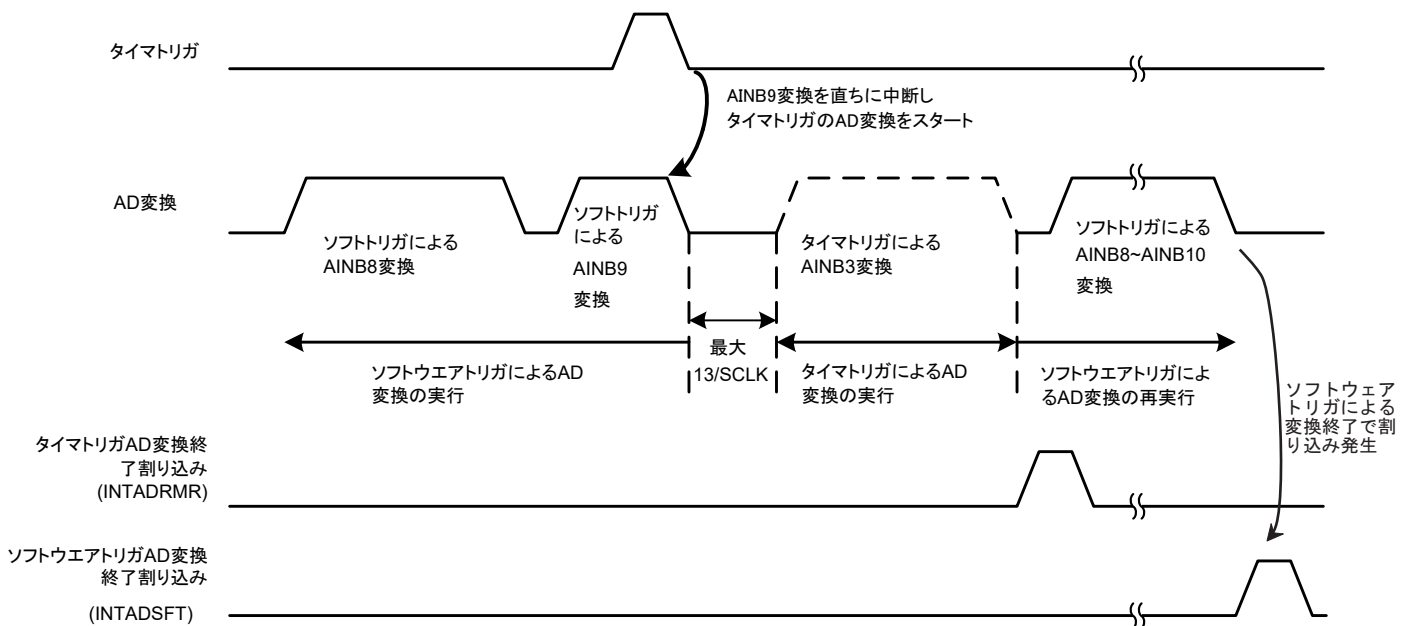 タイマトリガ
AINB9変換を直ちに中断し
タイマトリガのAD変換をスタート
AD変換
ソフトトリガによる
AINB8変換
ソフトトリガ
による
AINB9
変換
タイマトリガによる
AINB3変換
ソフトトリガによる
AINB8~AINB10
変換
ソフトウエアトリガによるAD
変換の実行
最大
13/SCLK
タイマトリガによるAD
変換の実行
ソフトウエアトリガによ
るAD変換の再実行
ソフトウェア
トリガによる
変換終了で割
り込み発生
タイマトリガAD変換終
了割り込み
(INTADRMR)
ソフトウエアトリガAD変換
終了割り込み
(INTADSFT)